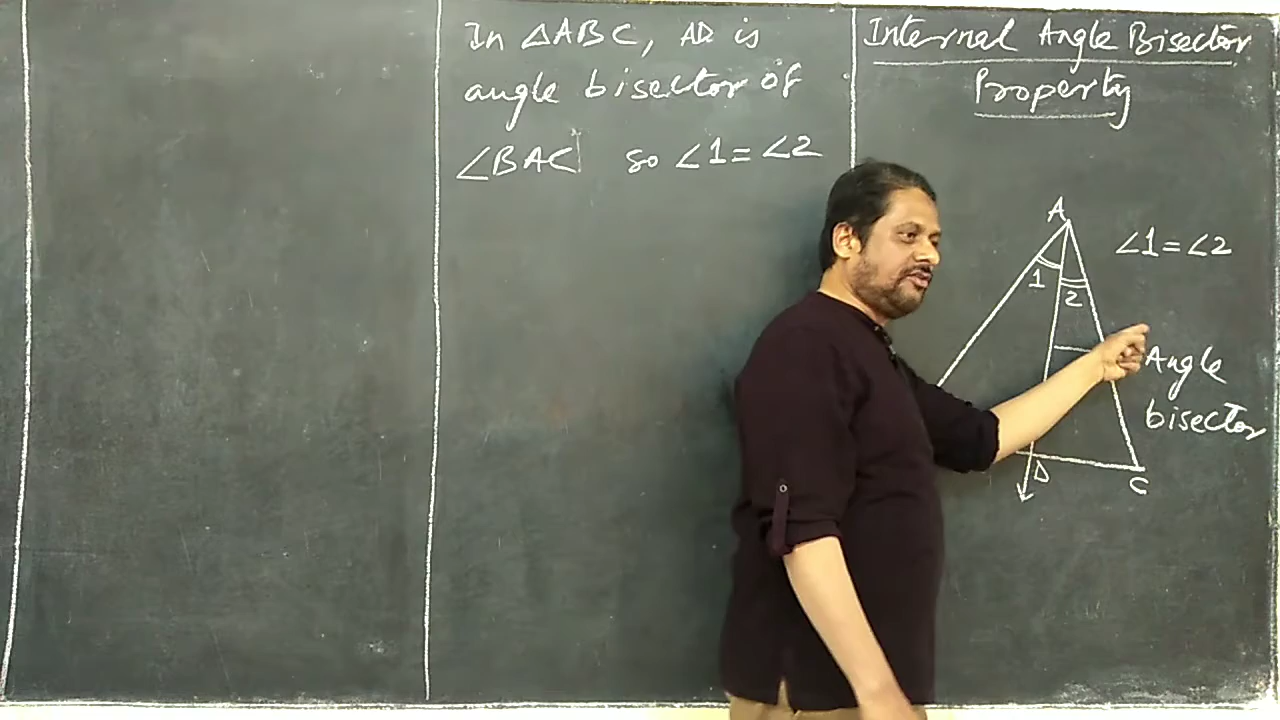 In △ABC, AD is
angle bisector of
∠BAC so ∠1=∠2
Internal Angle Bisector
Property
A
∠1=∠2
1
2
Angle
bisector
D
C